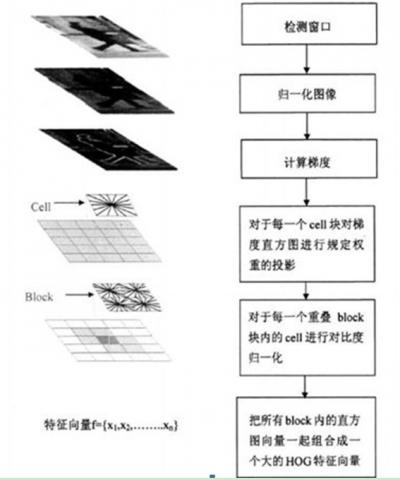 检测窗口
归一化图像
计算梯度
Cell
对于每一个cell块对梯
度直方图进行规定权
重的投影
Block
对于每一个重叠 block
块内的cell进行对比度
归一化
特征向量f={x₁,x₂,……..xₙ}
把所有block内的直方
图向量一起组合成一
个大的HOG特征向量